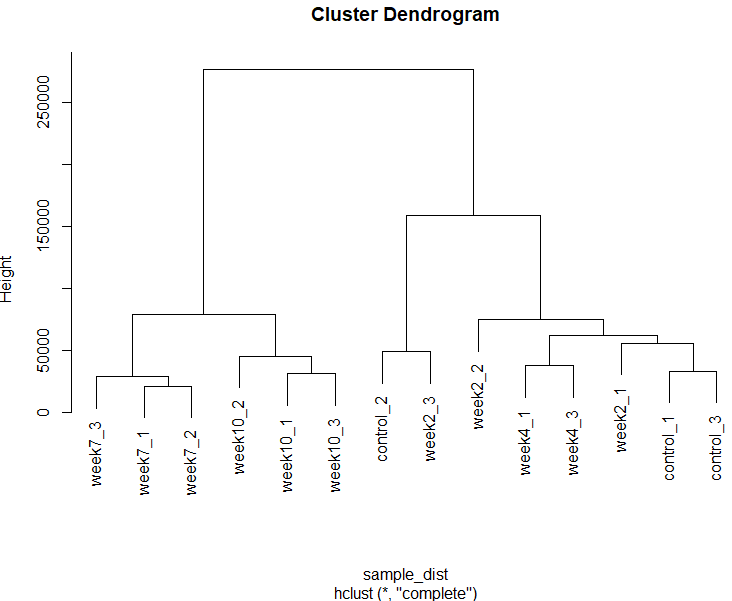 Cluster Dendrogram
Height
250000
150000
50000
0
week7_3
week7_1
week7_2
week10_2
week10_1
week10_3
control_2
week2_3
week2_2
week4_1
week4_3
week2_1
control_1
control_3
sample_dist
hclust (*, "complete")